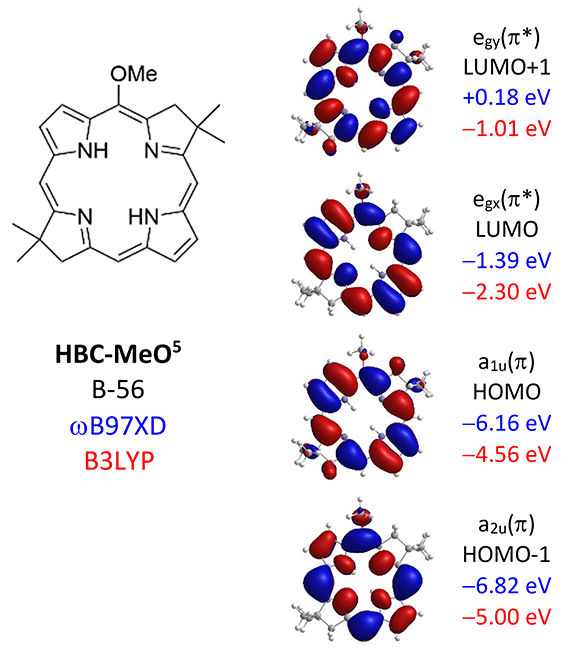 OMe
NH
N
N
HN
HBC-MeO⁵
B-56
ωB97XD
B3LYP
e_gy(π*)
LUMO+1
+0.18 eV
−1.01 eV
e_gx(π*)
LUMO
−1.39 eV
−2.30 eV
a_1u(π)
HOMO
−6.16 eV
−4.56 eV
a_2u(π)
HOMO-1
−6.82 eV
−5.00 eV